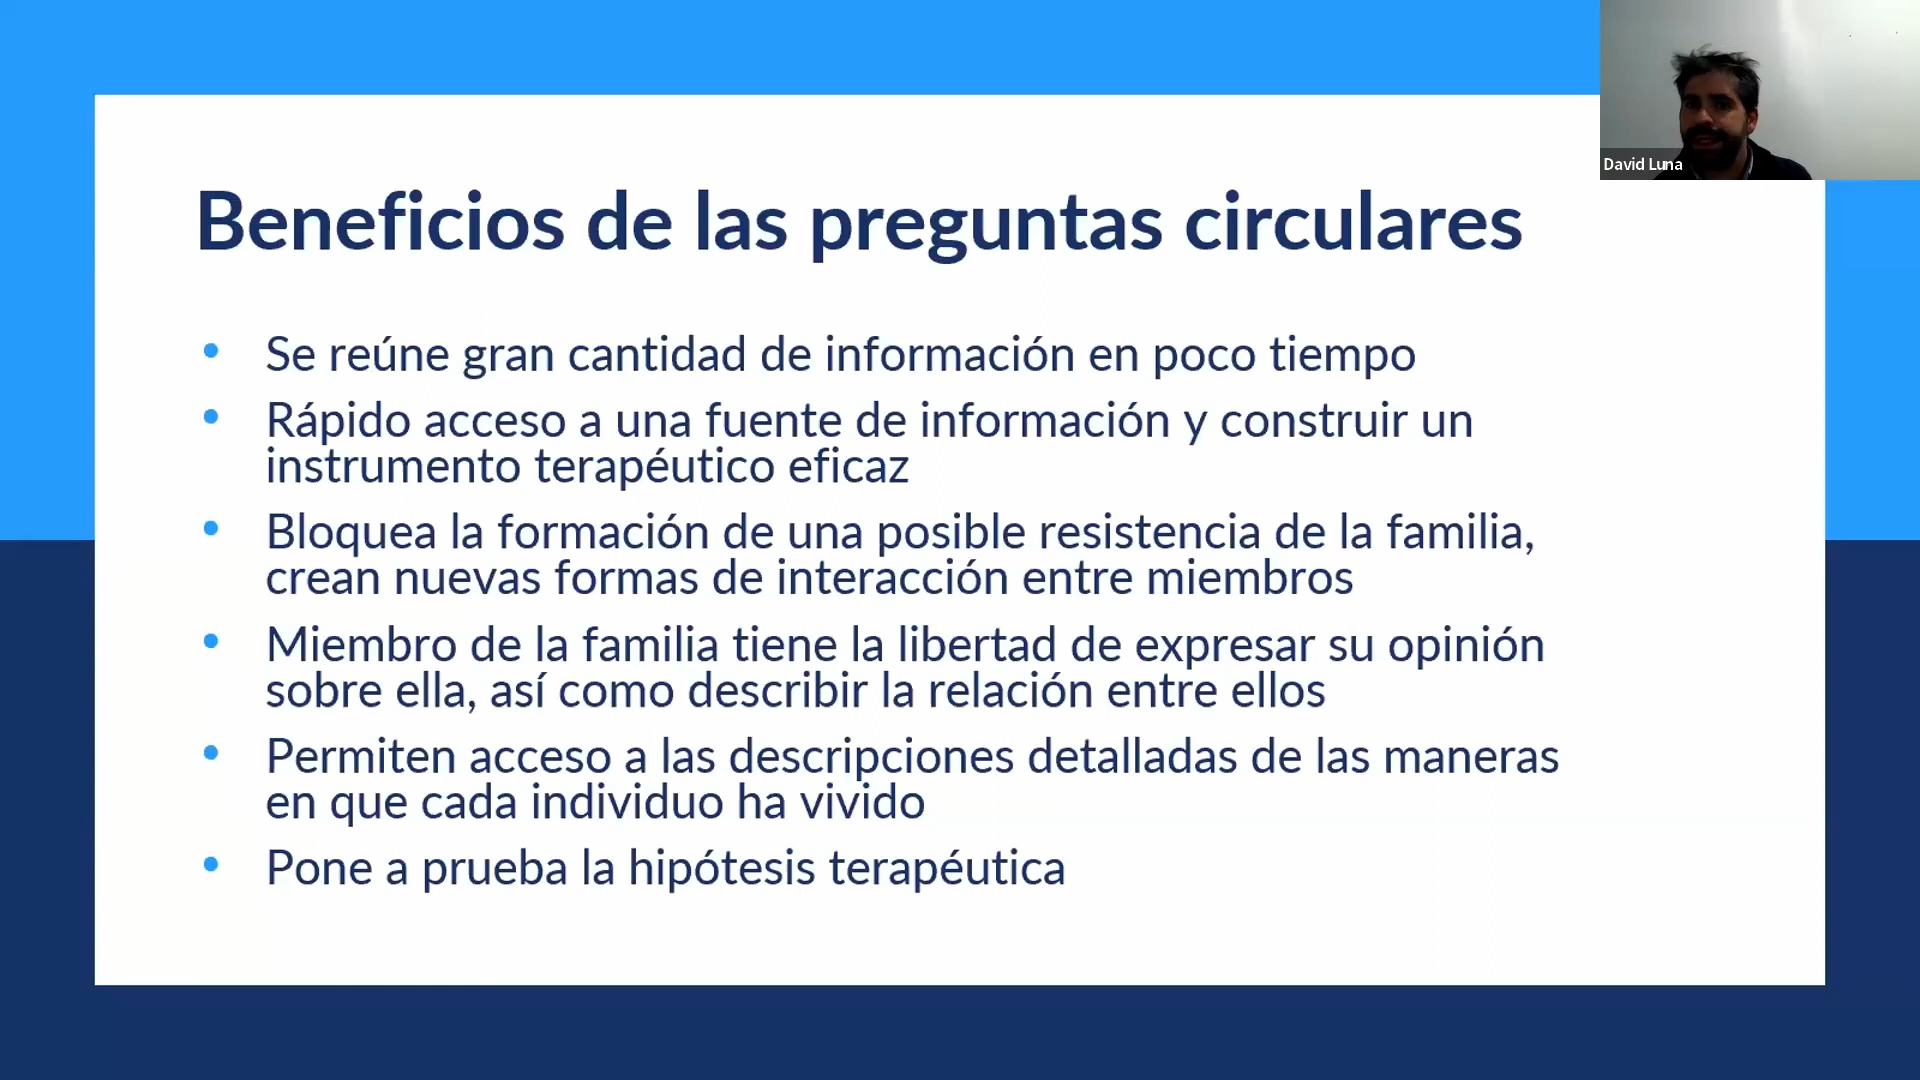 David Luna
Beneficios de las preguntas circulares
Se reúne gran cantidad de información en poco tiempo
Rápido acceso a una fuente de información y construir un
instrumento terapéutico eficaz
Bloquea la formación de una posible resistencia de la familia,
crean nuevas formas de interacción entre miembros
Miembro de la familia tiene la libertad de expresar su opinión
sobre ella, así como describir la relación entre ellos
Permiten acceso a las descripciones detalladas de las maneras
en que cada individuo ha vivido
Pone a prueba la hipótesis terapéutica